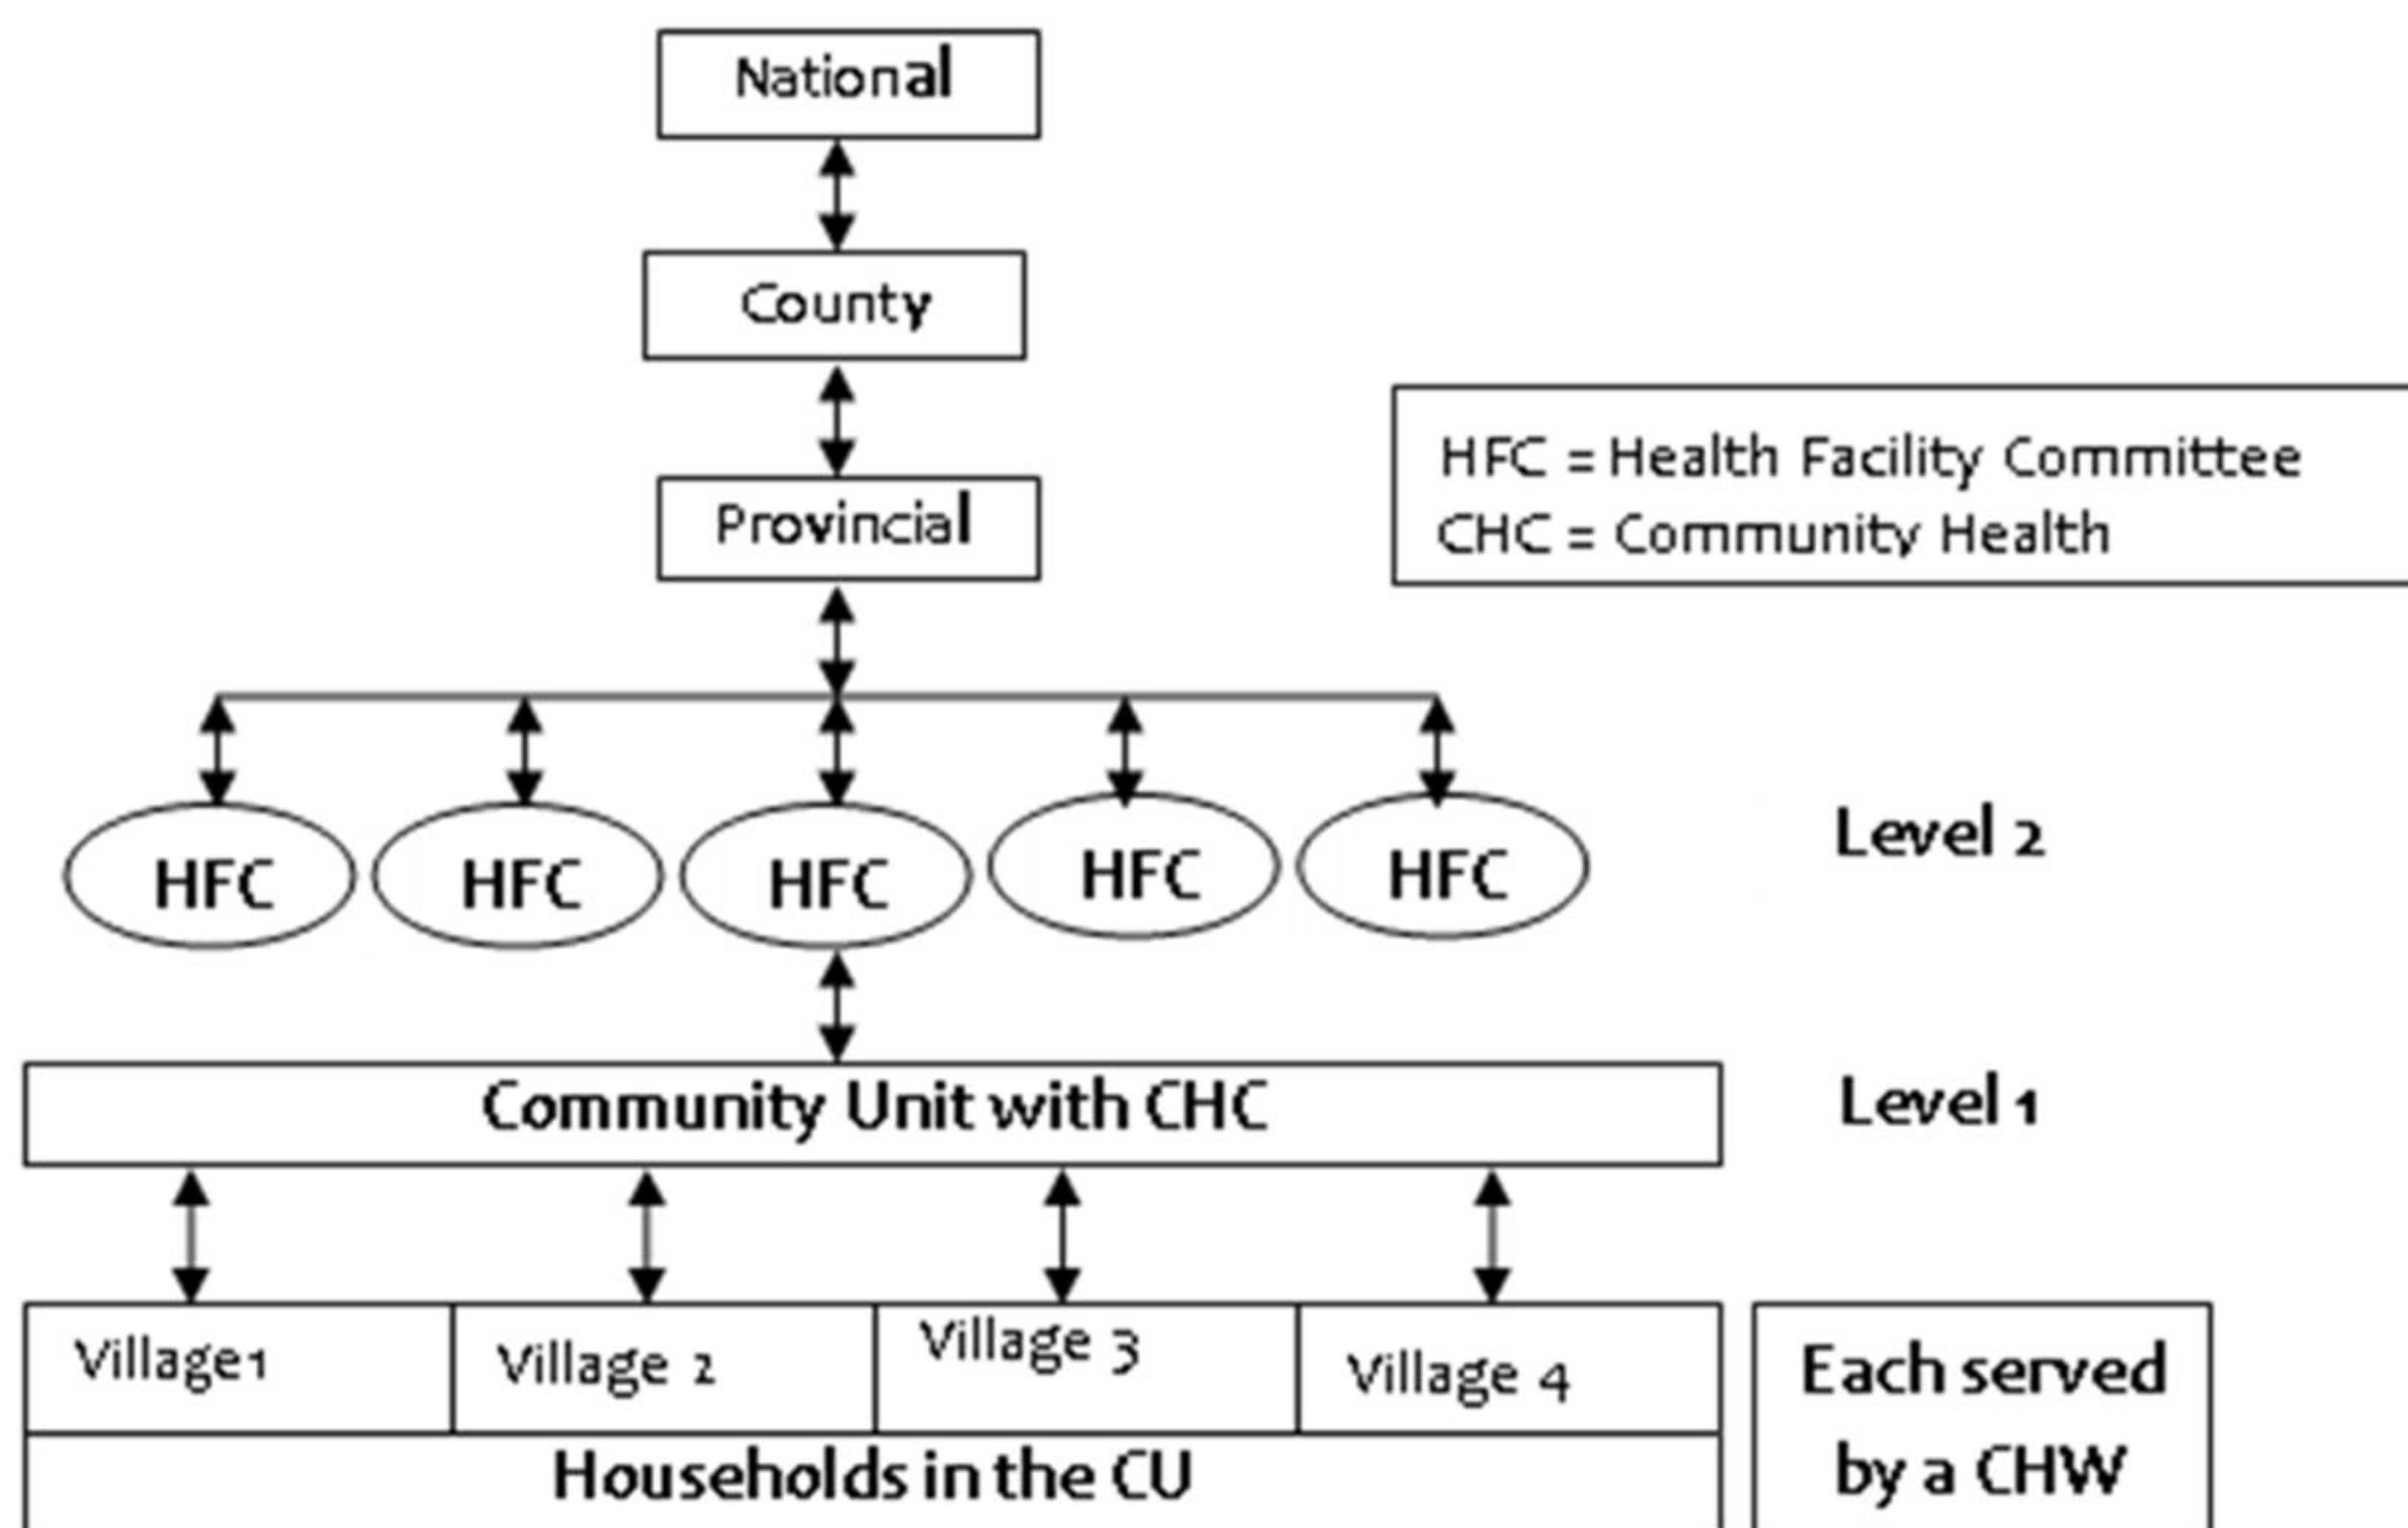 National
County
Provincial
HFC = Health Facility Committee
CHC = Community Health
HFC HFC HFC HFC HFC
Level 2
Community Unit with CHC
Level 1
Village1 Village 2 Village 3 Village 4
Households in the CU
Each served
by a CHW